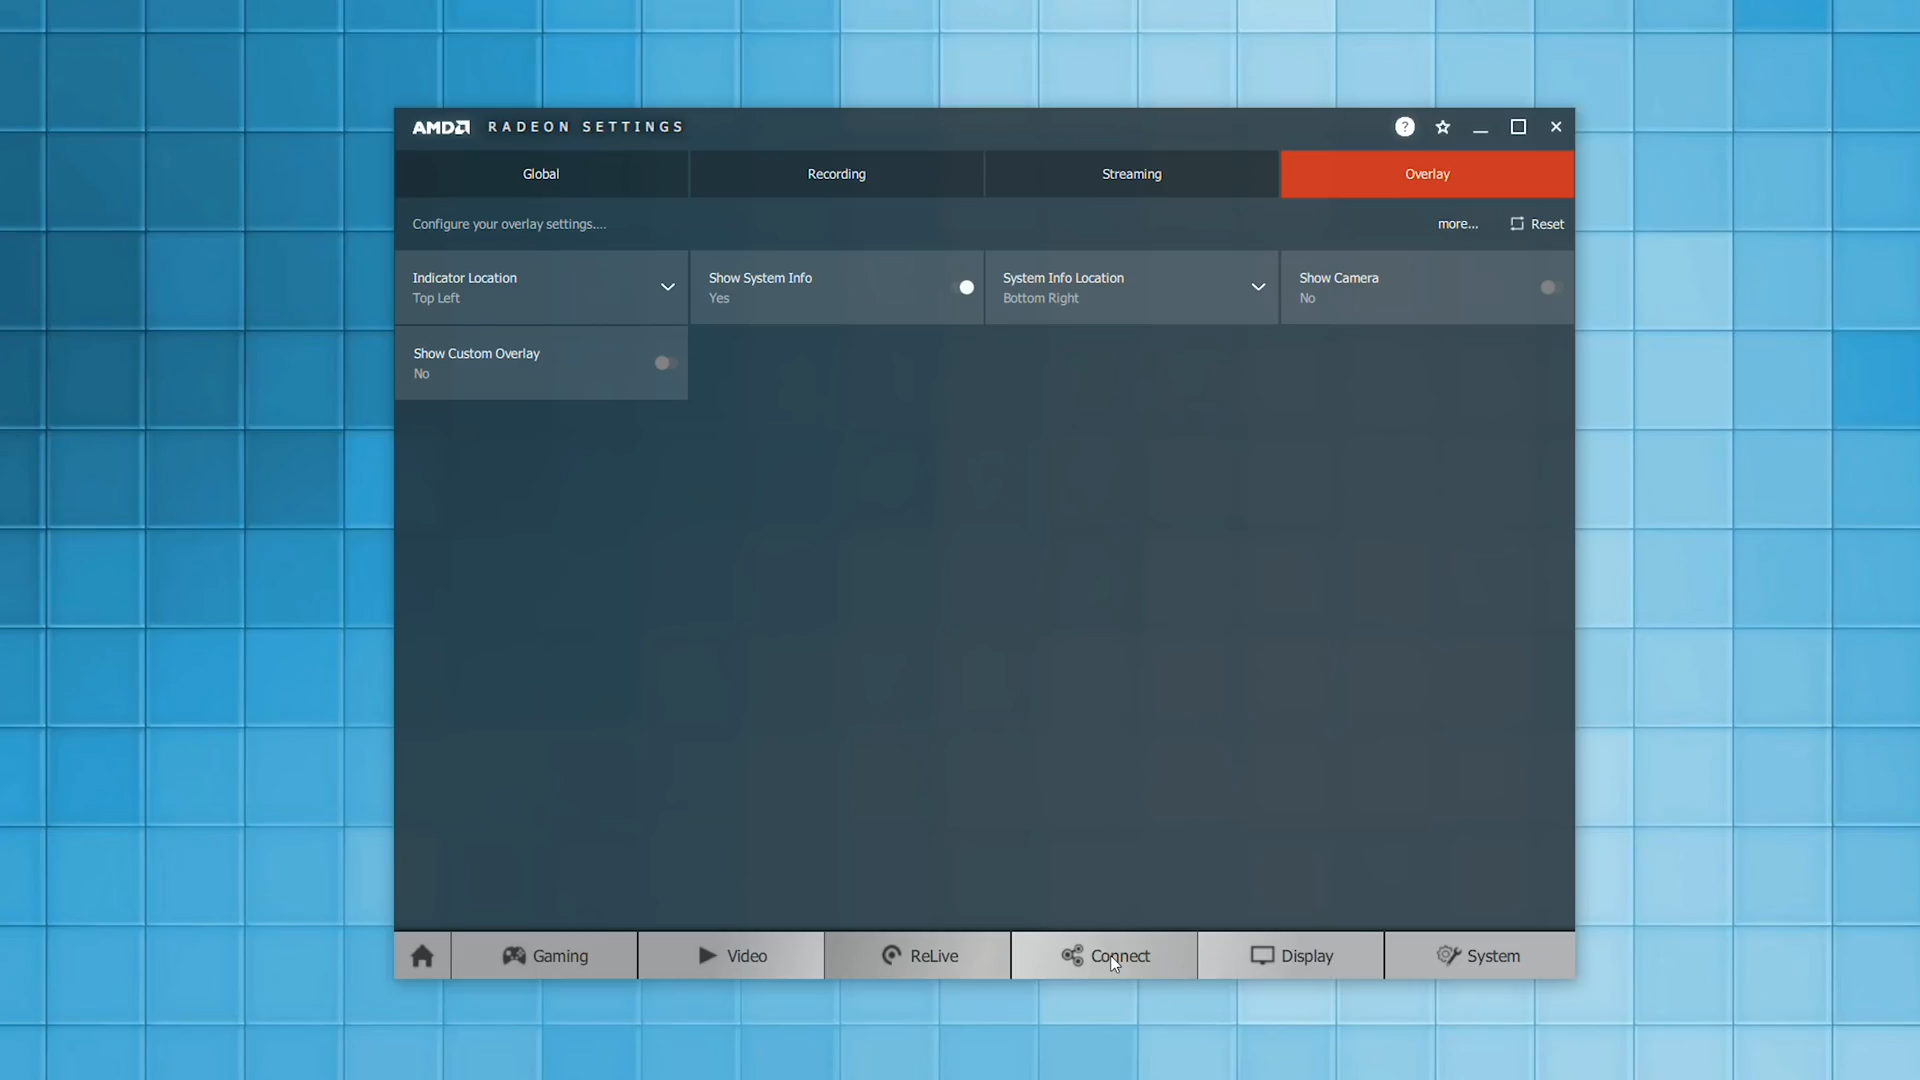 AMD RADEON SETTINGS ?
Global Recording Streaming Overlay
Configure your overlay settings.... more... Reset
Indicator Location Show System Info System Info Location Show Camera
Top Left Yes Bottom Right No
Show Custom Overlay
No
Gaming Video ReLive Connect Display System